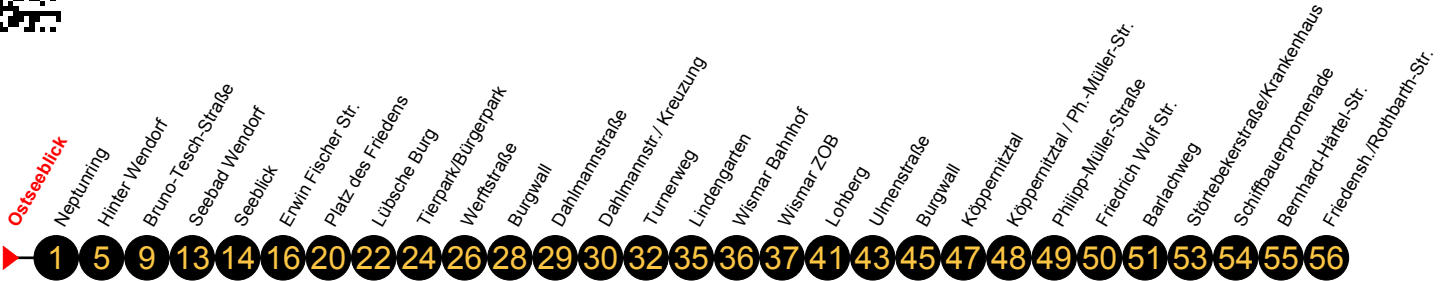 Ostseeblick
Neptunring
Hinter Wendorf
Bruno-Tesch-Straße
Seebad Wendorf
Seeblick
Erwin Fischer Str.
Platz des Friedens
Lübsche Burg
Tierpark/Bürgerpark
Werftstraße
Burgwall
Dahlmannstraße
Dahlmannstr./ Kreuzung
Turnerweg
Lindengarten
Wismar Bahnhof
Wismar ZOB
Lohberg
Ulmenstraße
Burgwall
Köppernitztal
Köppernitztal / Ph.-Müller-Str.
Philipp-Müller-Straße
Friedrich Wolf Str.
Barlachweg
Störtebekerstraße/Krankenhaus
Schiffbauerpromenade
Bernhard-Härtel-Str.
Friedensh./Rothbarth-Str.
1 5 9 13 14 16 20 22 24 26 28 29 30 32 35 36 37 41 43 45 47 48 49 50 51 53 54 55 56